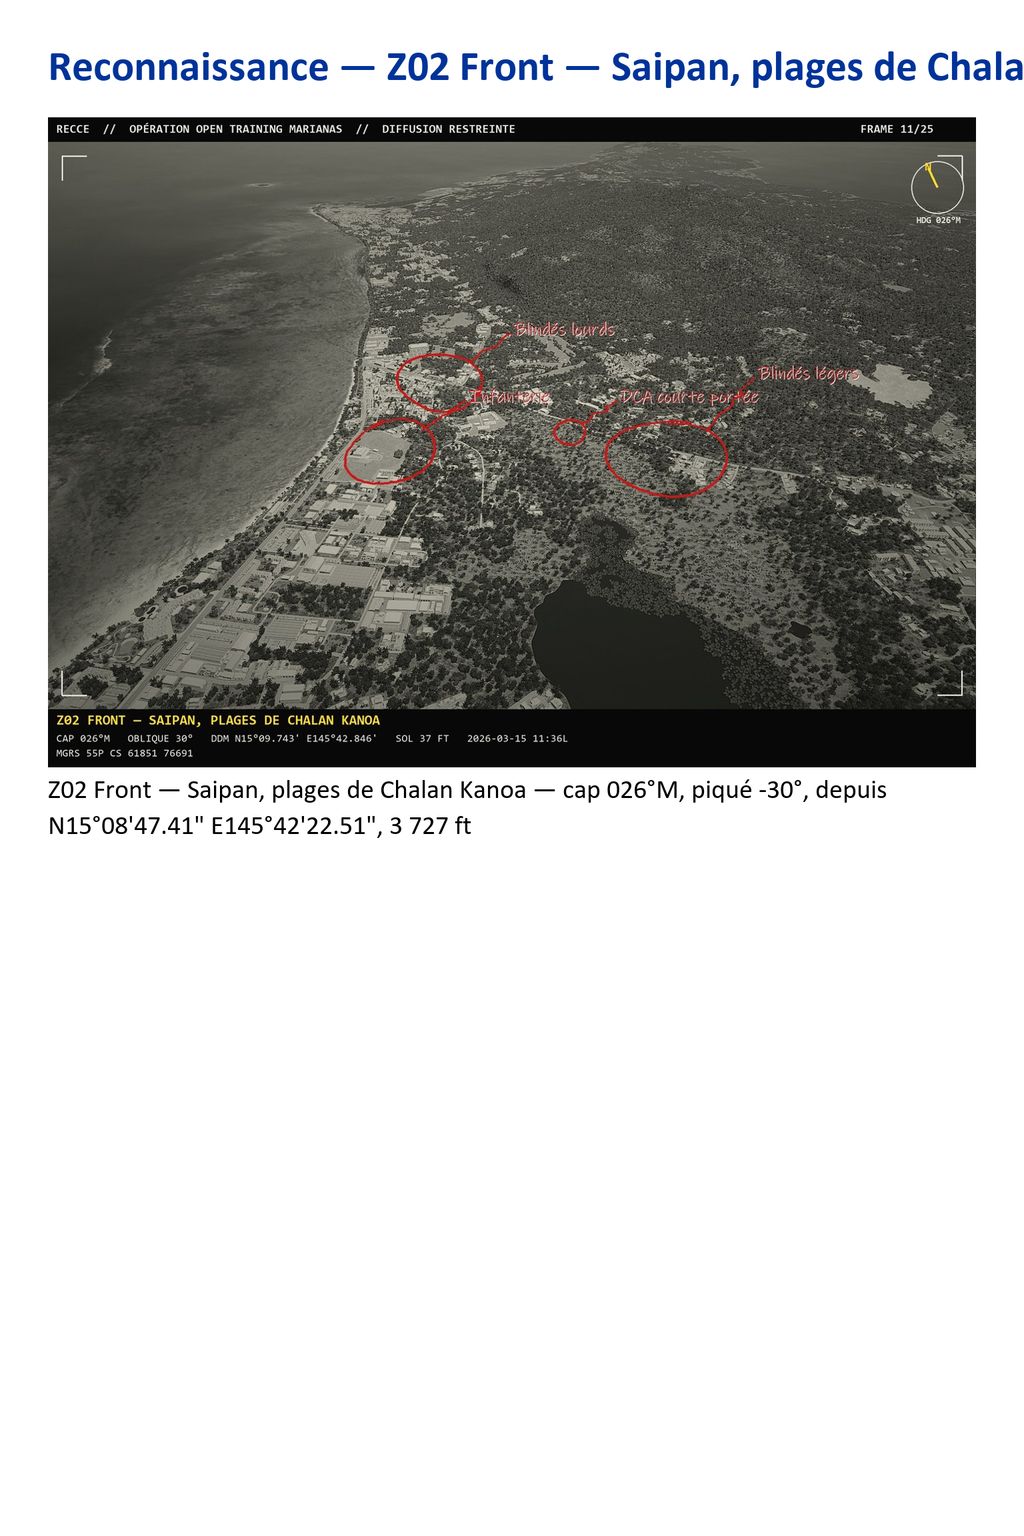 Reconnaissance — Z02 Front — Saipan, plages de Chala
RECCE // OPÉRATION OPEN TRAINING MARIANAS // DIFFUSION RESTREINTE FRAME 11/25
N
HDG 026°M
Blindés lourds
Blindés légers
Infanterie
DCA courte portée
Z02 FRONT — SAIPAN, PLAGES DE CHALAN KANOA
CAP 026°M OBLIQUE 30° DDM N15°09.743' E145°42.846' SOL 37 FT 2026-03-15 11:36L
MGRS 55P CS 61851 76691
Z02 Front — Saipan, plages de Chalan Kanoa — cap 026°M, piqué -30°, depuis
N15°08'47.41" E145°42'22.51", 3 727 ft